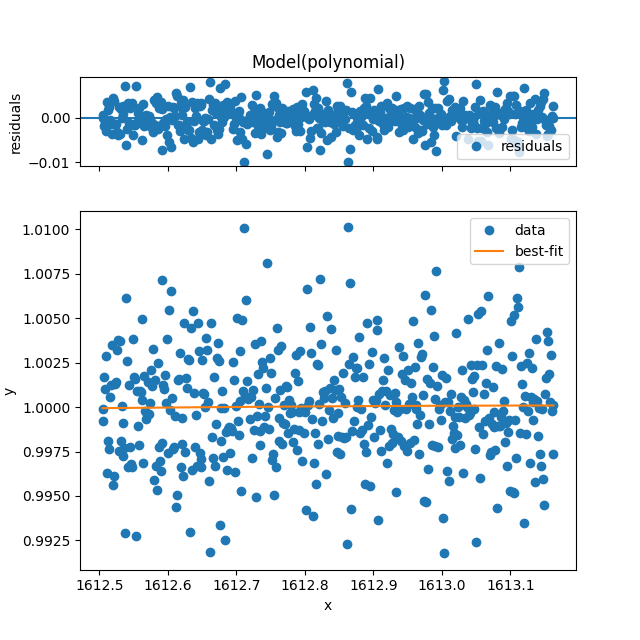 Model(polynomial)
residuals
0.00
−0.01
residuals
y
1.0100
1.0075
1.0050
1.0025
1.0000
0.9975
0.9950
0.9925
data
best-fit
1612.5 1612.6 1612.7 1612.8 1612.9 1613.0 1613.1
x